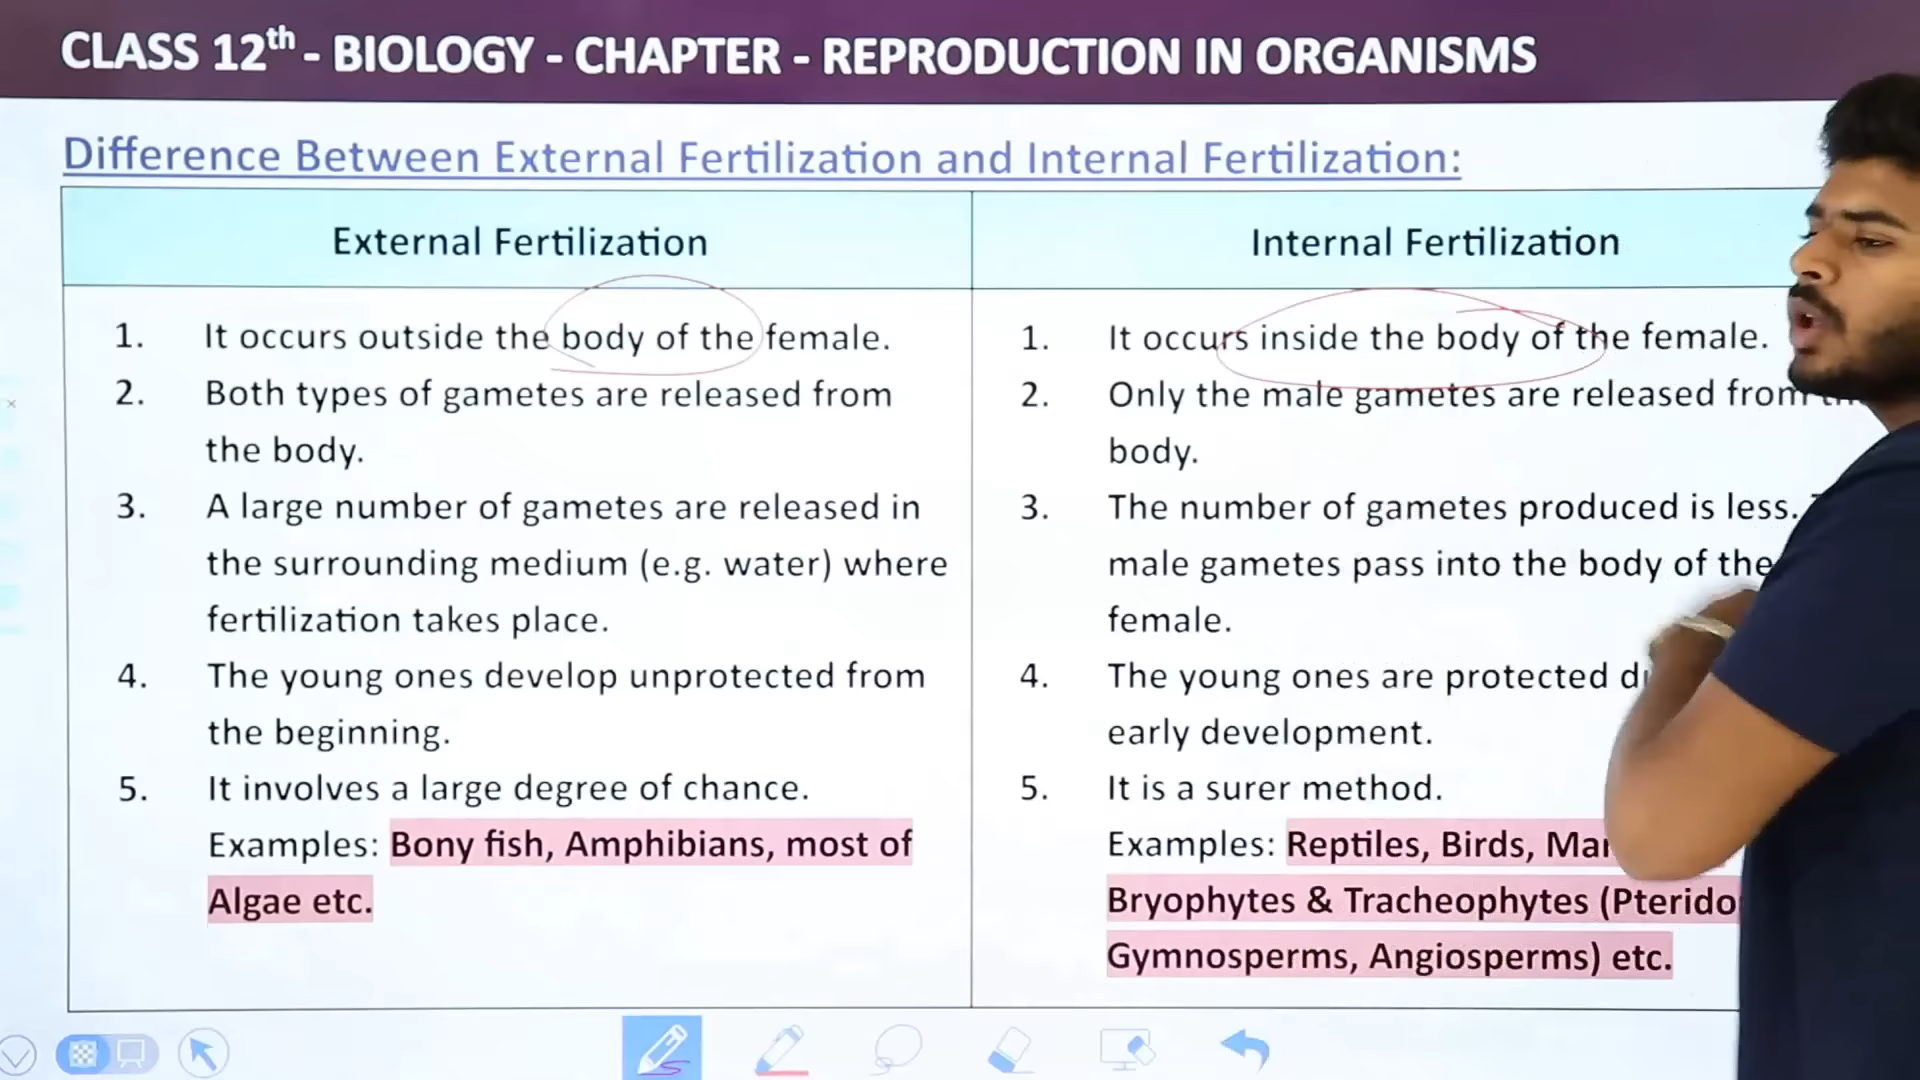 CLASS 12th - BIOLOGY - CHAPTER - REPRODUCTION IN ORGANISMS
Difference Between External Fertilization and Internal Fertilization:
External Fertilization
1. It occurs outside the body of the female.
2. Both types of gametes are released from
the body.
3. A large number of gametes are released in
the surrounding medium (e.g. water) where
fertilization takes place.
4. The young ones develop unprotected from
the beginning.
5. It involves a large degree of chance.
Examples: Bony fish, Amphibians, most of
Algae etc.
Internal Fertilization
1. It occurs inside the body of the female.
2. Only the male gametes are released from
body.
3. The number of gametes produced is less.
male gametes pass into the body of the
female.
4. The young ones are protected
early development.
5. It is a surer method.
Examples: Reptiles, Birds,
Bryophytes & Tracheophytes (Pterido
Gymnosperms, Angiosperms) etc.